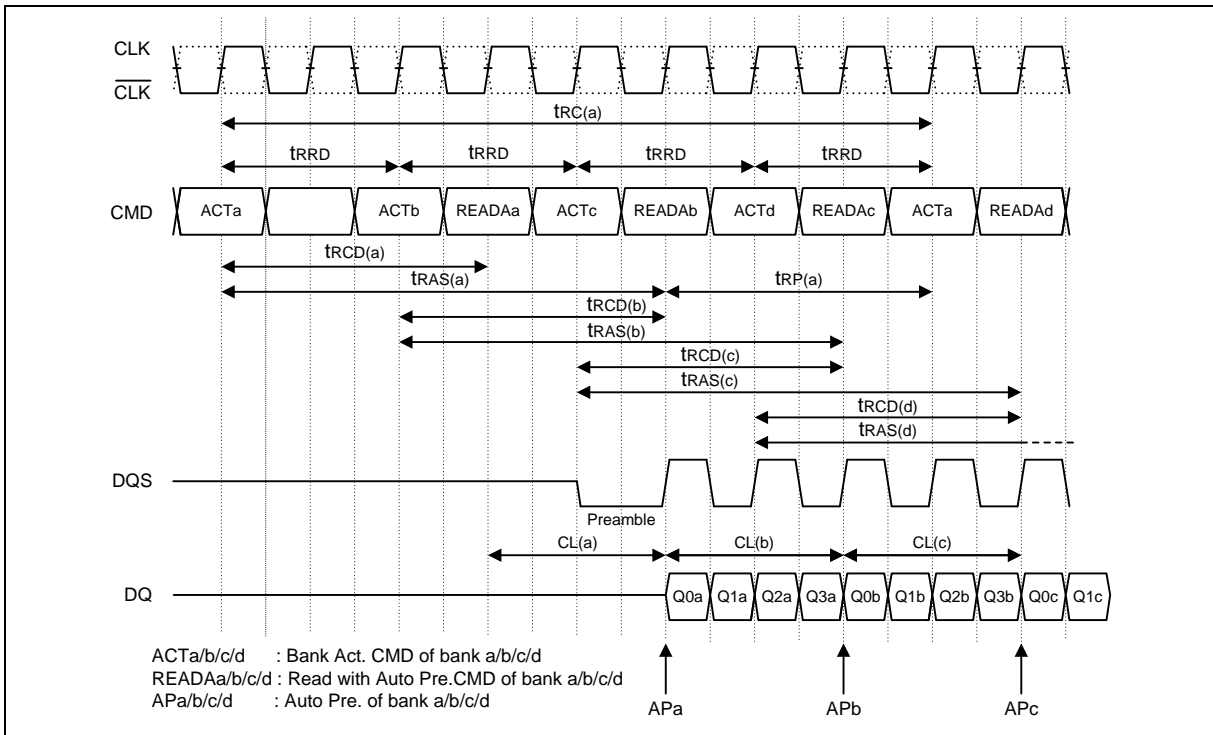 CLK
CLK
tRC(a)
tRRD tRRD tRRD tRRD
CMD ACTa ACTb READAa ACTc READAb ACTd READAc ACTa READAd
tRCD(a)
tRAS(a) tRP(a)
tRCD(b)
tRAS(b)
tRCD(c)
tRAS(c)
tRCD(d)
tRAS(d)
DQS
Preamble
CL(a) CL(b) CL(c)
DQ Q0a Q1a Q2a Q3a Q0b Q1b Q2b Q3b Q0c Q1c
ACTa/b/c/d : Bank Act. CMD of bank a/b/c/d
READAa/b/c/d : Read with Auto Pre.CMD of bank a/b/c/d
APa/b/c/d : Auto Pre. of bank a/b/c/d
APa APb APc